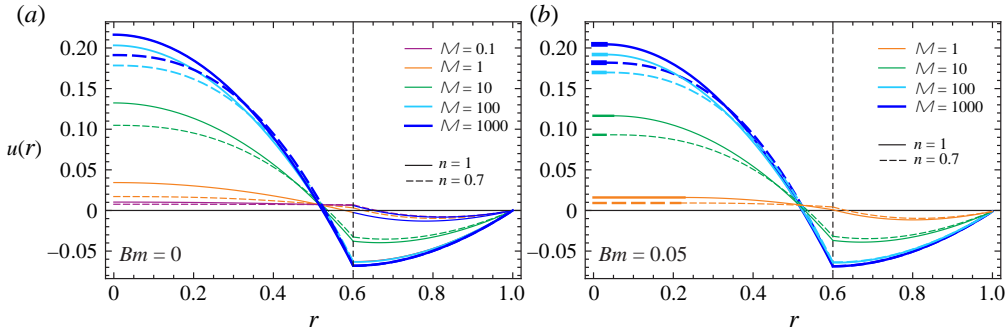 (a)
(b)
u(r)
0.20
0.15
0.10
0.05
0
−0.05
ℳ = 0.1
ℳ = 1
ℳ = 10
ℳ = 100
ℳ = 1000
n = 1
n = 0.7
Bm = 0
0 0.2 0.4 0.6 0.8 1.0
r
0.20
0.15
0.10
0.05
0
−0.05
ℳ = 1
ℳ = 10
ℳ = 100
ℳ = 1000
n = 1
n = 0.7
Bm = 0.05
0 0.2 0.4 0.6 0.8 1.0
r